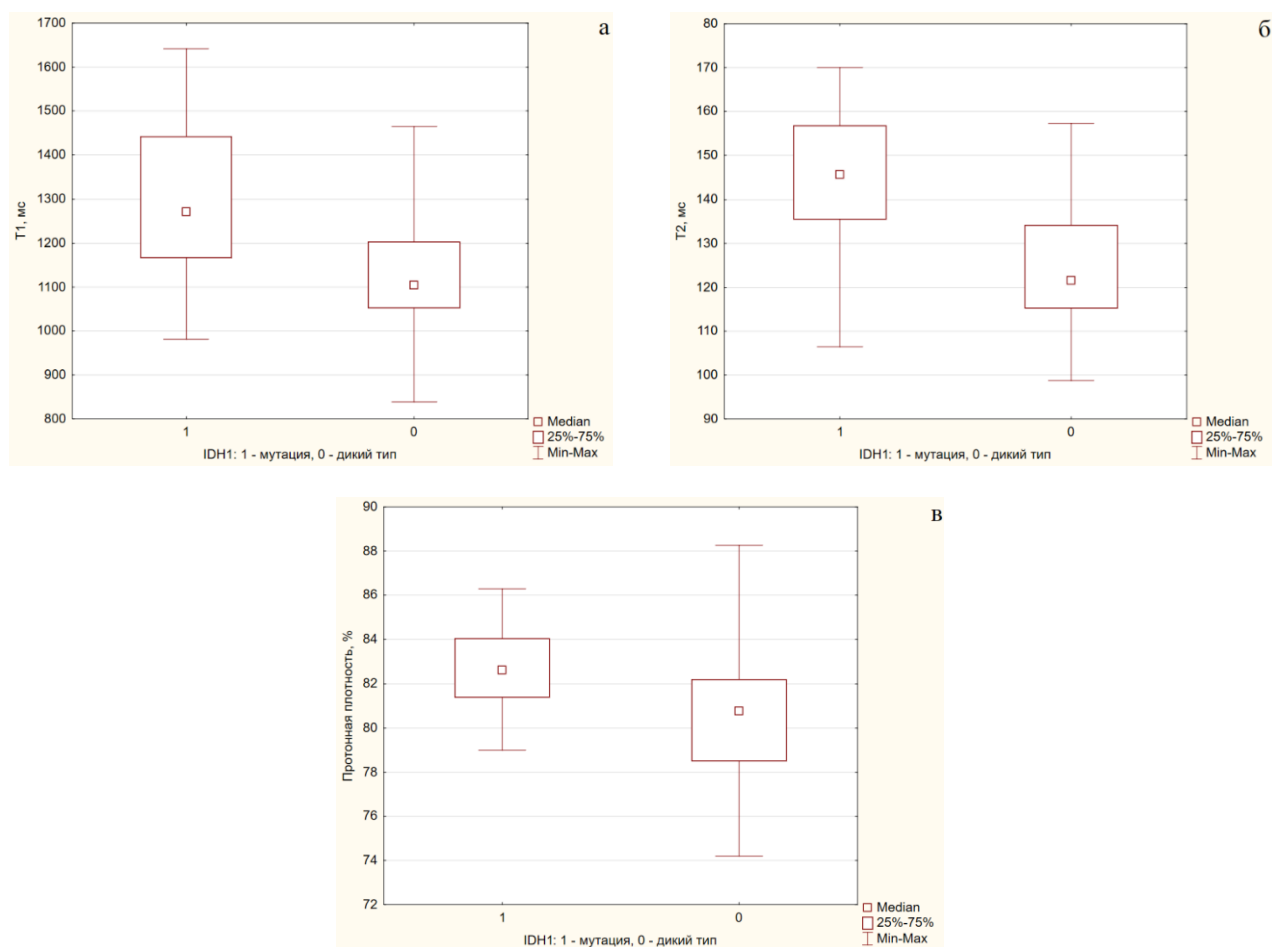 а
1700
1600
1500
1400
1300
1200
1100
1000
900
800
T1, мс
1
0
IDH1: 1 - мутация, 0 - дикий тип
Median
25%-75%
Min-Max
б
80
170
160
150
140
130
120
110
100
90
T2, мс
1
0
IDH1: 1 - мутация, 0 - дикий тип
Median
25%-75%
Min-Max
в
90
88
86
84
82
80
78
76
74
72
Протонная плотность, %
1
0
IDH1: 1 - мутация, 0 - дикий тип
Median
25%-75%
Min-Max